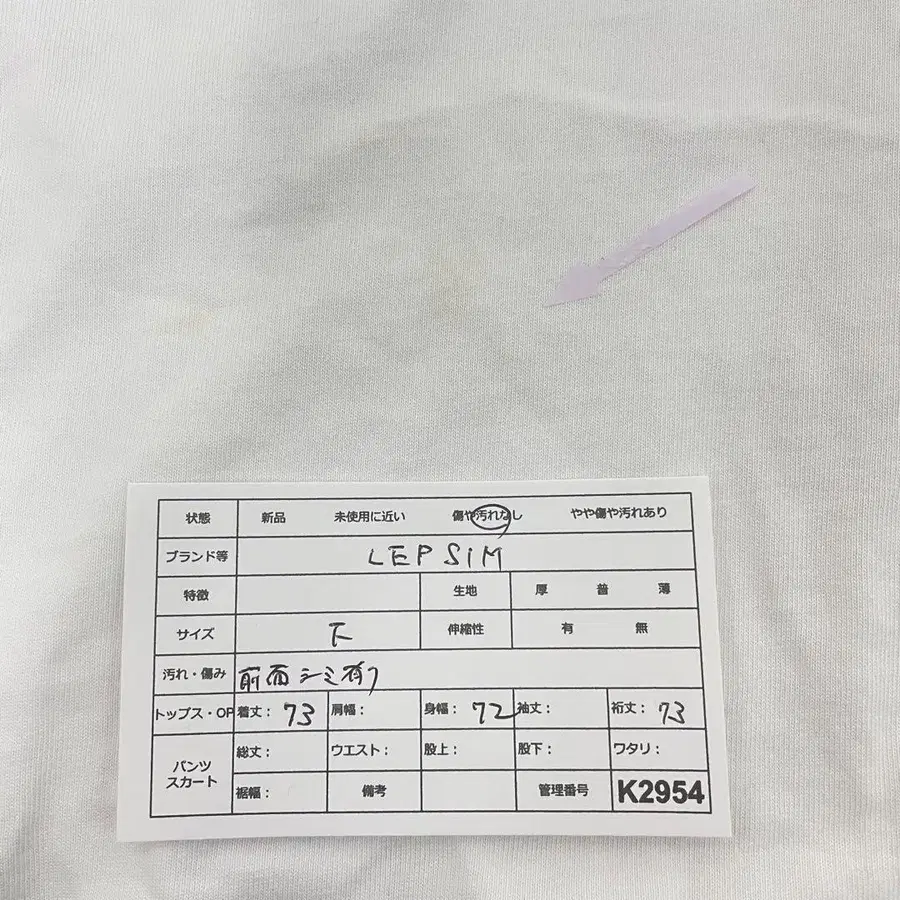 状態 新品 未使用に近い 傷や汚れなし やや傷や汚れあり
ブランド等 LEPSIM
特徴 生地 厚 普 薄
サイズ 伸縮性 有 無
汚れ・傷み 前面シミ有り
トップス・OP 着丈: 73 肩幅: 身幅: 72 袖丈: 裄丈: 73
パンツ スカート 総丈: ウエスト: 股上: 股下: ワタリ:
裾幅: 備考 管理番号 K2954